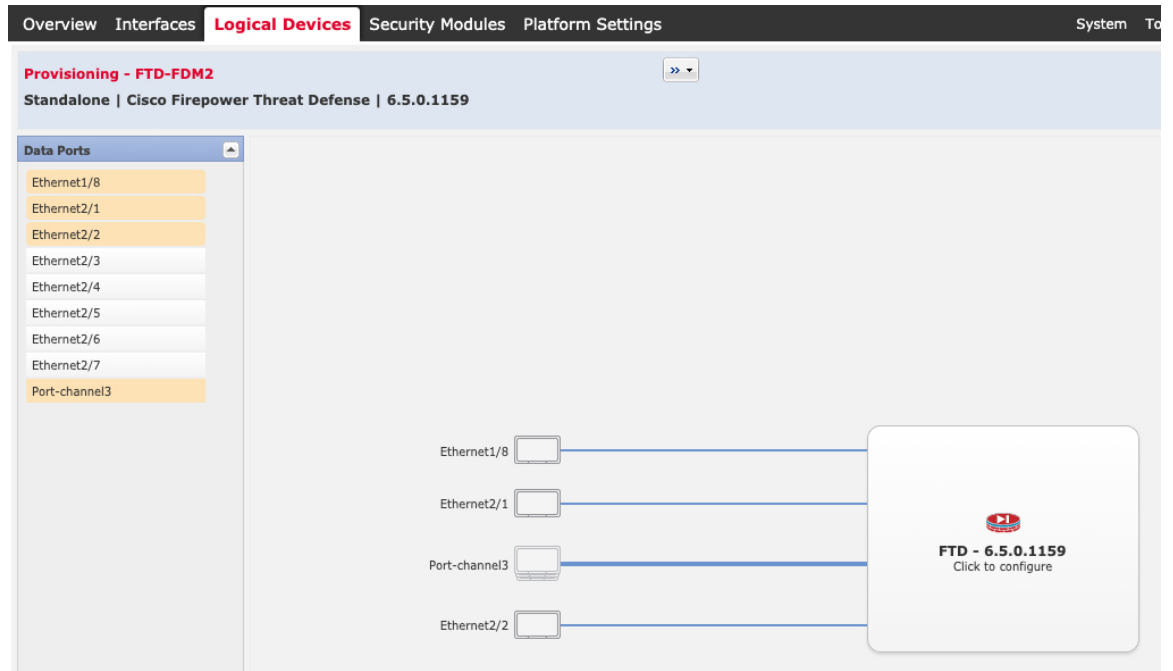 Overview Interfaces Logical Devices Security Modules Platform Settings System To
Provisioning - FTD-FDM2
Standalone | Cisco Firepower Threat Defense | 6.5.0.1159
Data Ports
Ethernet1/8
Ethernet2/1
Ethernet2/2
Ethernet2/3
Ethernet2/4
Ethernet2/5
Ethernet2/6
Ethernet2/7
Port-channel3
Ethernet1/8
Ethernet2/1
Port-channel3
Ethernet2/2
FTD - 6.5.0.1159
Click to configure